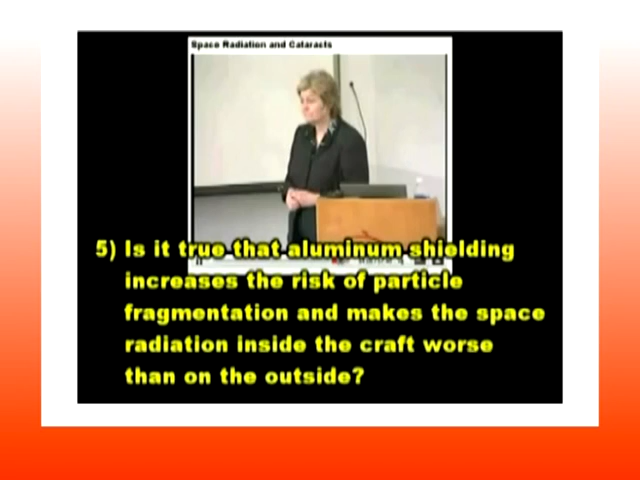 Space Radiation and Cataracts
5) Is it true that aluminum shielding
increases the risk of particle
fragmentation and makes the space
radiation inside the craft worse
than on the outside?